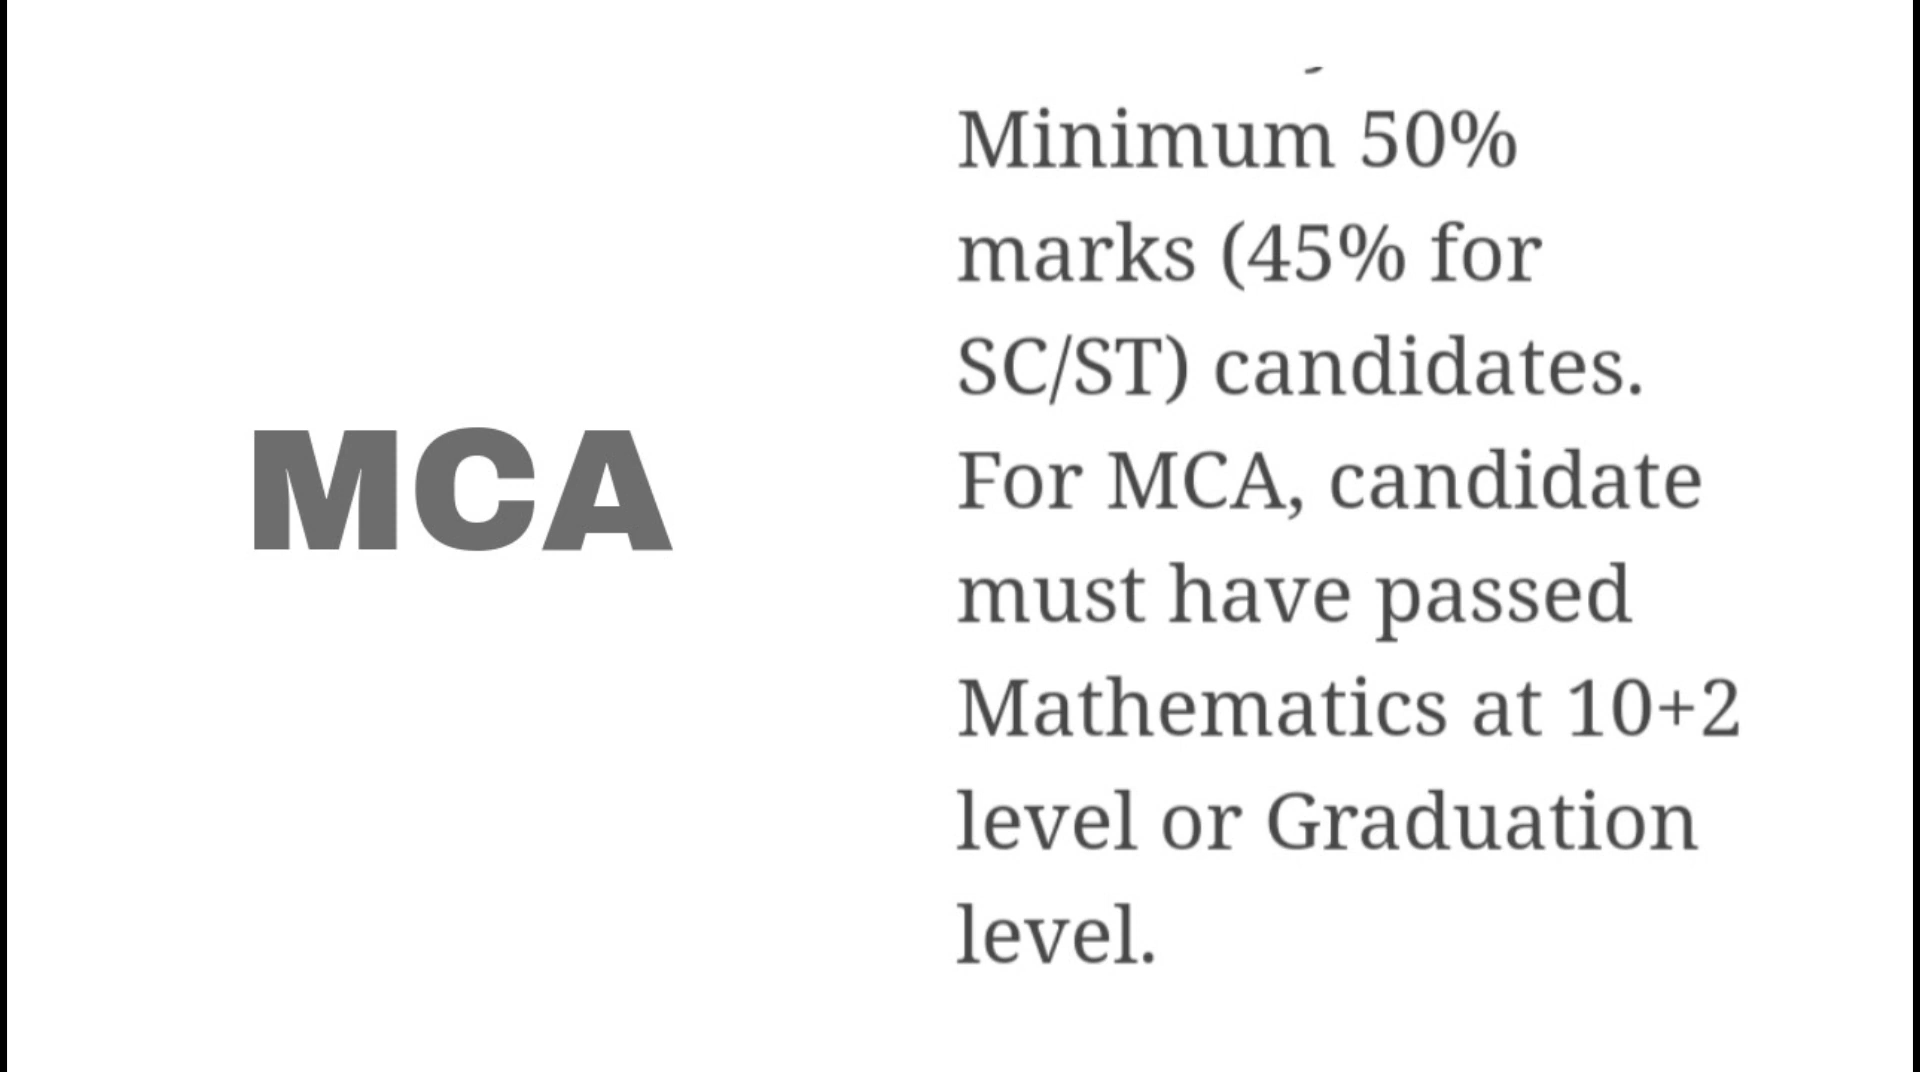 MCA
Minimum 50%
marks (45% for
SC/ST) candidates.
For MCA, candidate
must have passed
Mathematics at 10+2
level or Graduation
level.